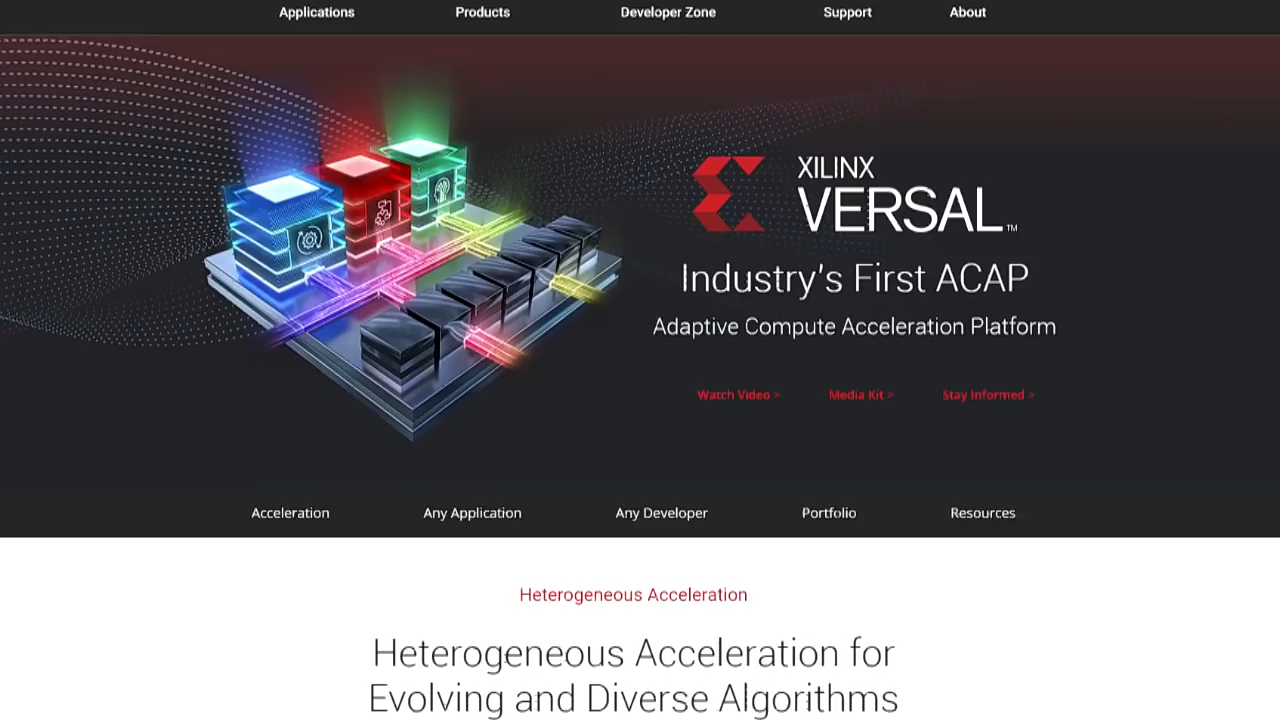 Applications Products Developer Zone Support About
XILINX
VERSAL™
Industry's First ACAP
Adaptive Compute Acceleration Platform
Watch Video > Media Kit > Stay Informed >
Acceleration Any Application Any Developer Portfolio Resources
Heterogeneous Acceleration
Heterogeneous Acceleration for
Evolving and Diverse Algorithms